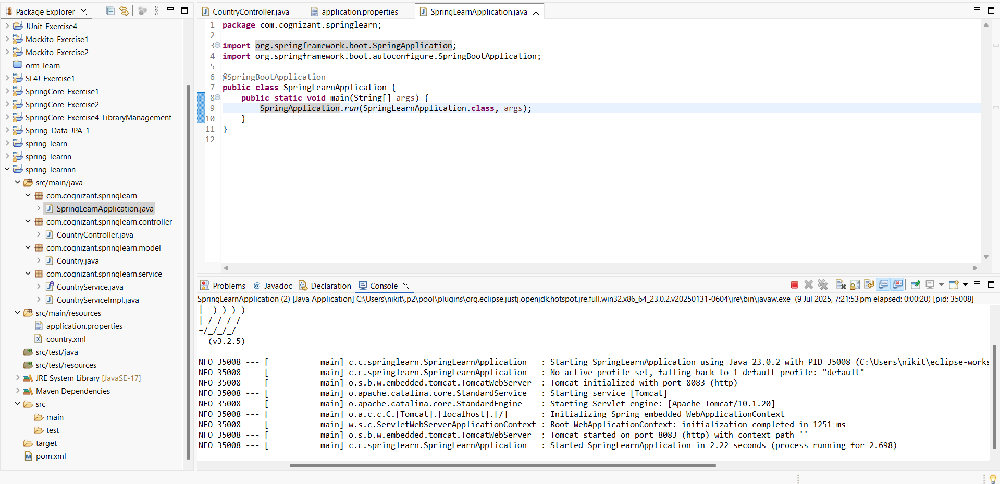 Package Explorer
JUnit_Exercise4
Mockito_Exercise1
Mockito_Exercise2
orm-learn
SL4J_Exercise1
SpringCore_Exercise1
SpringCore_Exercise2
SpringCore_Exercise4_LibraryManagement
Spring-Data-JPA-1
spring-learn
spring-learnn
spring-learnnn
src/main/java
com.cognizant.springlearn
SpringLearnApplication.java
com.cognizant.springlearn.controller
CountryController.java
com.cognizant.springlearn.model
Country.java
com.cognizant.springlearn.service
CountryService.java
CountryServiceImpl.java
src/main/resources
application.properties
country.xml
src/test/java
src/test/resources
JRE System Library [JavaSE-17]
Maven Dependencies
src
main
test
target
pom.xml
CountryController.java application.properties SpringLearnApplication.java
1 package com.cognizant.springlearn;
2
3 import org.springframework.boot.SpringApplication;
4 import org.springframework.boot.autoconfigure.SpringBootApplication;
5
6 @SpringBootApplication
7 public class SpringLearnApplication {
8 public static void main(String[] args) {
9 SpringApplication.run(SpringLearnApplication.class, args);
10 }
11 }
12
Problems @ Javadoc Declaration Console
SpringLearnApplication (2) [Java Application] C:\Users\nikit\.p2\pool\plugins\org.eclipse.justj.openjdk.hotspot.jre.full.win32.x86_64_23.0.2.v20250131-0604\jre\bin\javaw.exe (9 Jul 2025, 7:21:53 pm elapsed: 0:00:20) [pid: 35008]
| ) ) ) )
| / / / /
=/_/_/_/
(v3.2.5)
NFO 35008 --- [ main] c.c.springlearn.SpringLearnApplication : Starting SpringLearnApplication using Java 23.0.2 with PID 35008 (C:\Users\nikit\eclipse-works
NFO 35008 --- [ main] c.c.springlearn.SpringLearnApplication : No active profile set, falling back to 1 default profile: "default"
NFO 35008 --- [ main] o.s.b.w.embedded.tomcat.TomcatWebServer : Tomcat initialized with port 8083 (http)
NFO 35008 --- [ main] o.apache.catalina.core.StandardService : Starting service [Tomcat]
NFO 35008 --- [ main] o.apache.catalina.core.StandardEngine : Starting Servlet engine: [Apache Tomcat/10.1.20]
NFO 35008 --- [ main] o.a.c.c.C.[Tomcat].[localhost].[/] : Initializing Spring embedded WebApplicationContext
NFO 35008 --- [ main] w.s.c.ServletWebServerApplicationContext : Root WebApplicationContext: initialization completed in 1251 ms
NFO 35008 --- [ main] o.s.b.w.embedded.tomcat.TomcatWebServer : Tomcat started on port 8083 (http) with context path ''
NFO 35008 --- [ main] c.c.springlearn.SpringLearnApplication : Started SpringLearnApplication in 2.22 seconds (process running for 2.698)